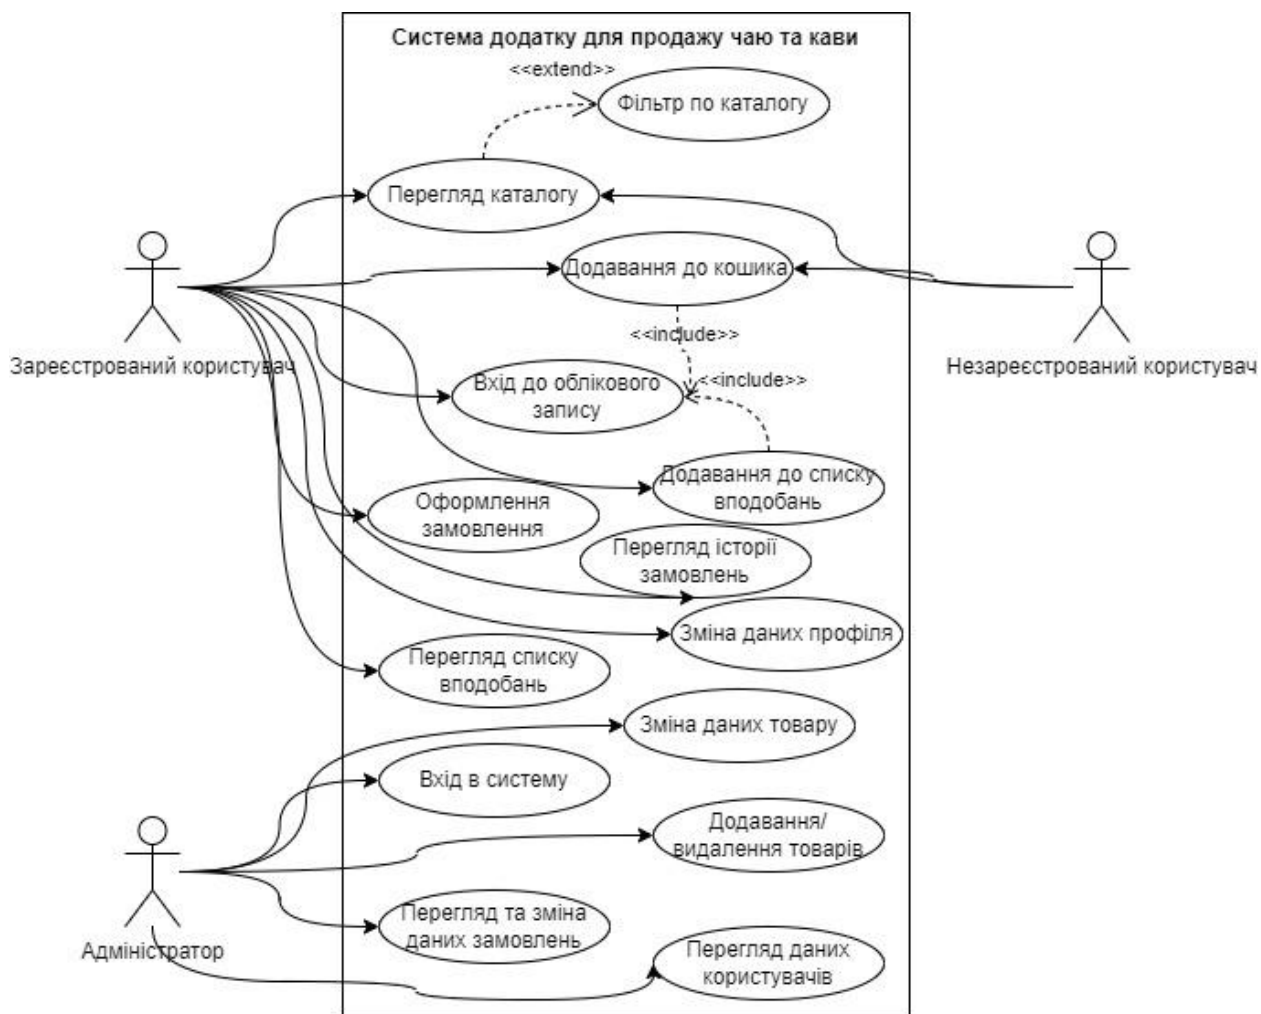 Система додатку для продажу чаю та кави
<<extend>>
Фільтр по каталогу
Перегляд каталогу
Додавання до кошика
<<include>>
Зареєстрований користувач
Незареєстрований користувач
Вхід до облікового
запису
<<include>>
Додавання до списку
вподобань
Оформлення
замовлення
Перегляд історії
замовлень
Зміна даних профіля
Перегляд списку
вподобань
Зміна даних товару
Вхід в систему
Додавання/
видалення товарів
Перегляд та зміна
даних замовлень
Адміністратор
Перегляд даних
користувачів